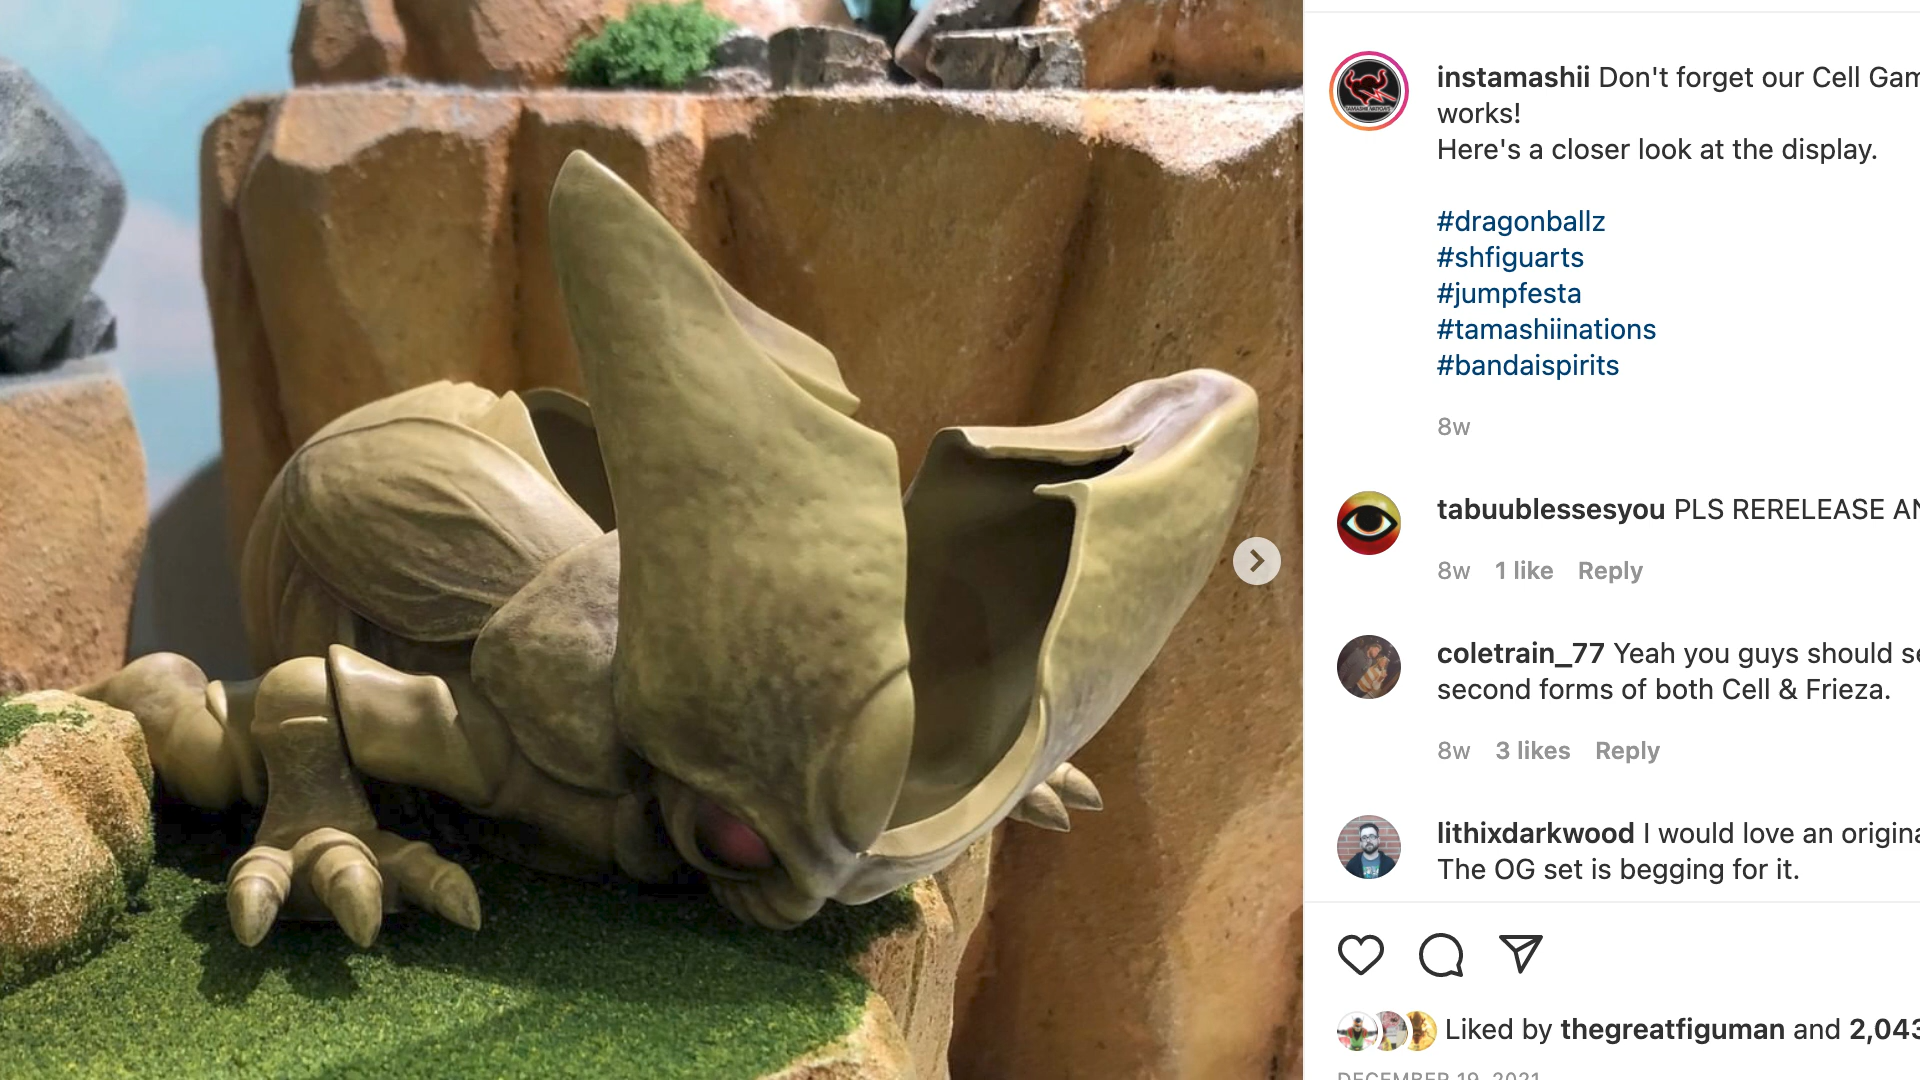 instamashii Don't forget our Cell Gam
works!
Here's a closer look at the display.
#dragonballz
#shfiguarts
#jumpfesta
#tamashiinations
#bandaispirits
8w
tabuublessesyou PLS RERELEASE AN
8w 1 like Reply
coletrain_77 Yeah you guys should se
second forms of both Cell & Frieza.
8w 3 likes Reply
lithixdarkwood I would love an origina
The OG set is begging for it.
Liked by thegreatfiguman and 2,043
DECEMBER 19, 2021